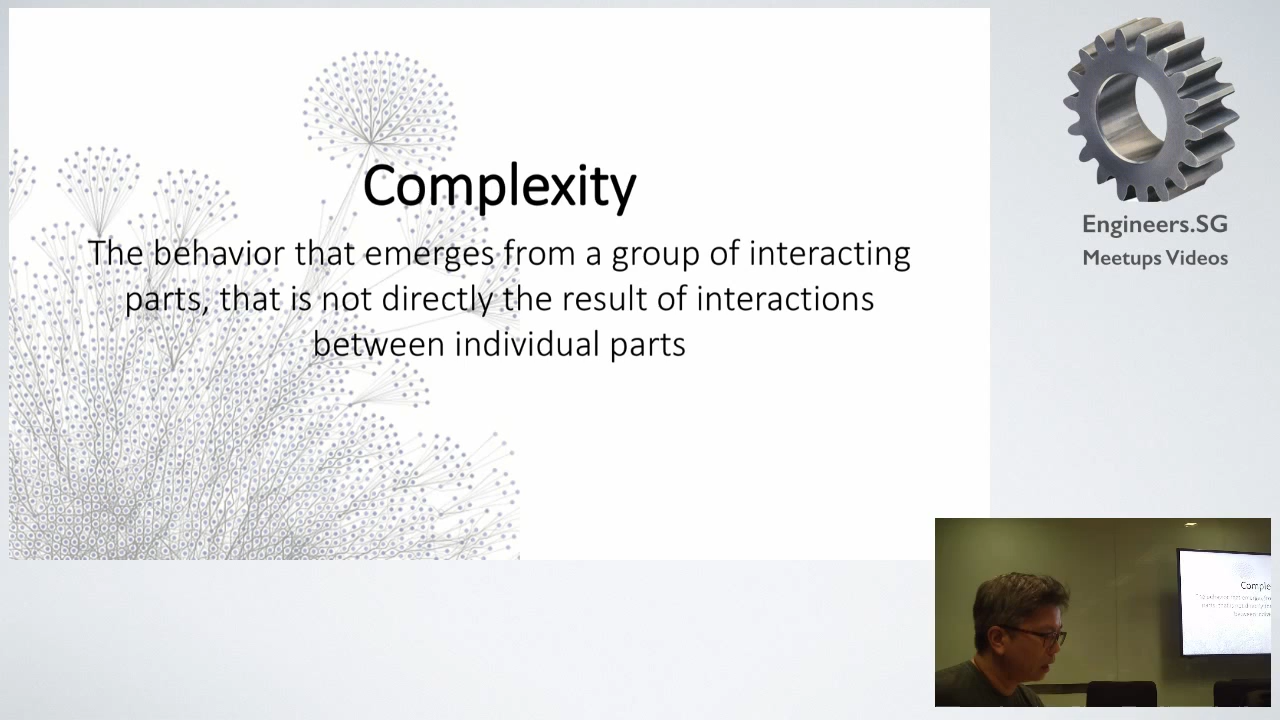 Complexity
The behavior that emerges from a group of interacting
parts, that is not directly the result of interactions
between individual parts
Engineers.SG
Meetups Videos
Comple